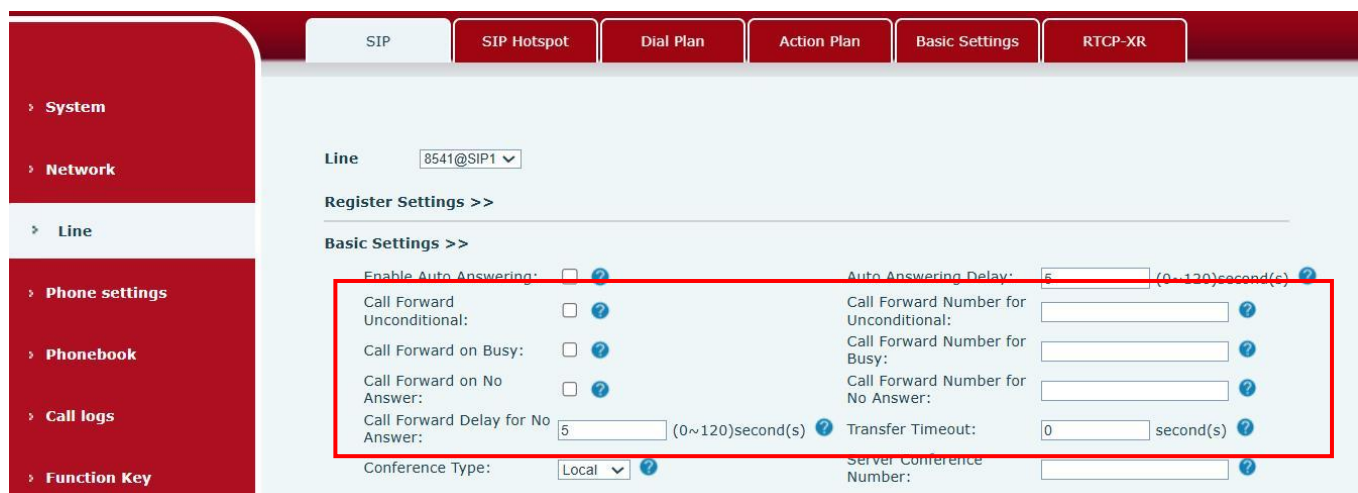 SIP
SIP Hotspot
Dial Plan
Action Plan
Basic Settings
RTCP-XR
› System
› Network
› Line
› Phone settings
› Phonebook
› Call logs
› Function Key
Line 8541@SIP1
Register Settings >>
Basic Settings >>
Enable Auto Answering: ?
Auto Answering Delay: 5 (0~120)second(s) ?
Call Forward
Unconditional: ?
Call Forward Number for
Unconditional: ?
Call Forward on Busy: ?
Call Forward Number for
Busy: ?
Call Forward on No
Answer: ?
Call Forward Number for
No Answer: ?
Call Forward Delay for No
Answer: 5 (0~120)second(s) ?
Transfer Timeout: 0 second(s) ?
Conference Type: Local ?
Server Conference
Number: ?